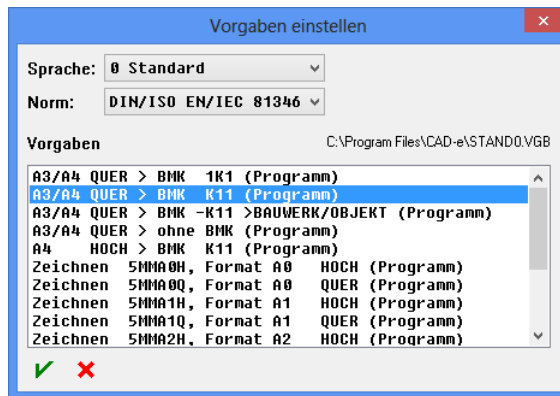 Vorgaben einstellen
Sprache: 0 Standard
Norm: DIN/ISO EN/IEC 81346
Vorgaben C:\Program Files\CAD-e\STAND0.VGB
A3/A4 QUER > BMK 1K1 (Programm)
A3/A4 QUER > BMK K11 (Programm)
A3/A4 QUER > BMK -K11 >BAUWERK/OBJEKT (Programm)
A3/A4 QUER > ohne BMK (Programm)
A4 HOCH > BMK K11 (Programm)
Zeichnen 5MMA0H, Format A0 HOCH (Programm)
Zeichnen 5MMA0Q, Format A0 QUER (Programm)
Zeichnen 5MMA1H, Format A1 HOCH (Programm)
Zeichnen 5MMA1Q, Format A1 QUER (Programm)
Zeichnen 5MMA2H, Format A2 HOCH (Programm)